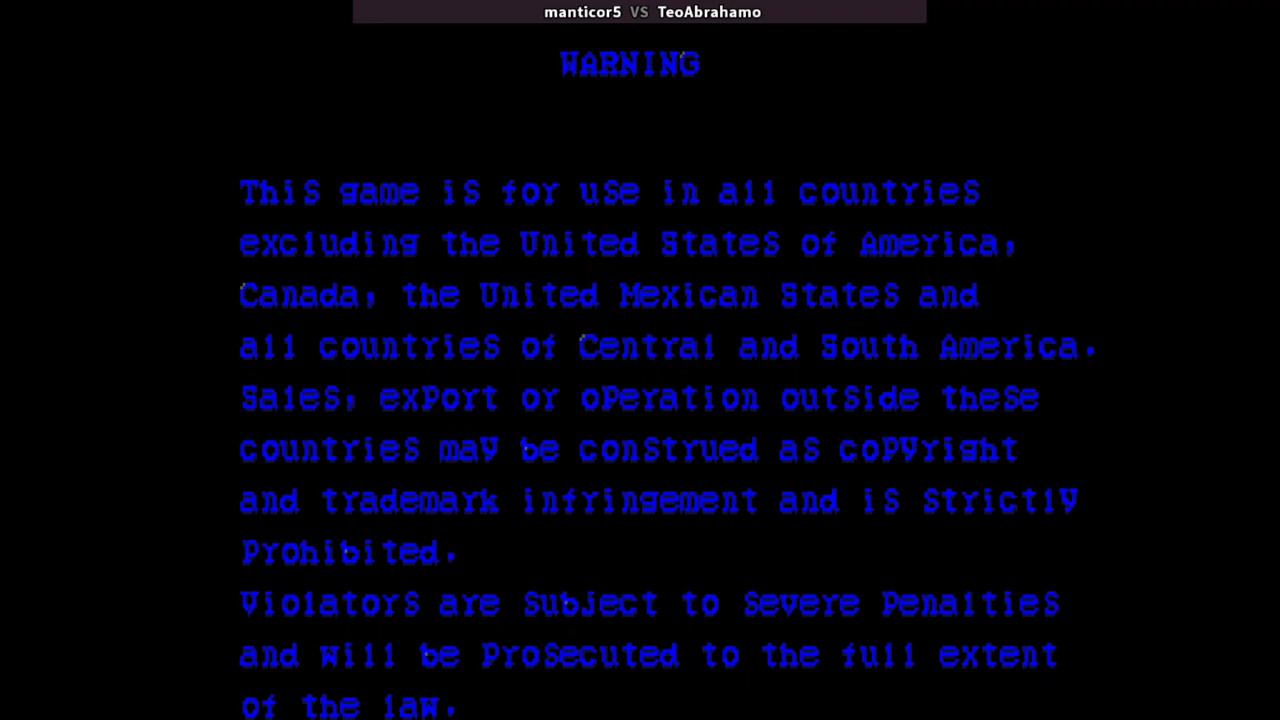 manticor5 VS TeoAbrahamo
WARNING
This game is for use in all countries
excluding the United States of America,
Canada, the United Mexican States and
all countries of Central and South America.
Sales, export or operation outside these
countries may be construed as copyright
and trademark infringement and is strictly
prohibited.
Violators are subject to severe penalties
and will be prosecuted to the full extent
of the law.